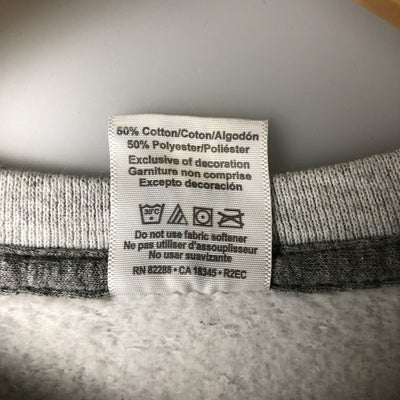 50% Cotton/Coton/Algodón
50% Polyester/Poliéster
Exclusive of decoration
Garniture non comprise
Excepto decoración
30°C
Do not use fabric softener
Ne pas utiliser d'assouplisseur
No usar suavizante
RN 82288 • CA 18345 • R2EC